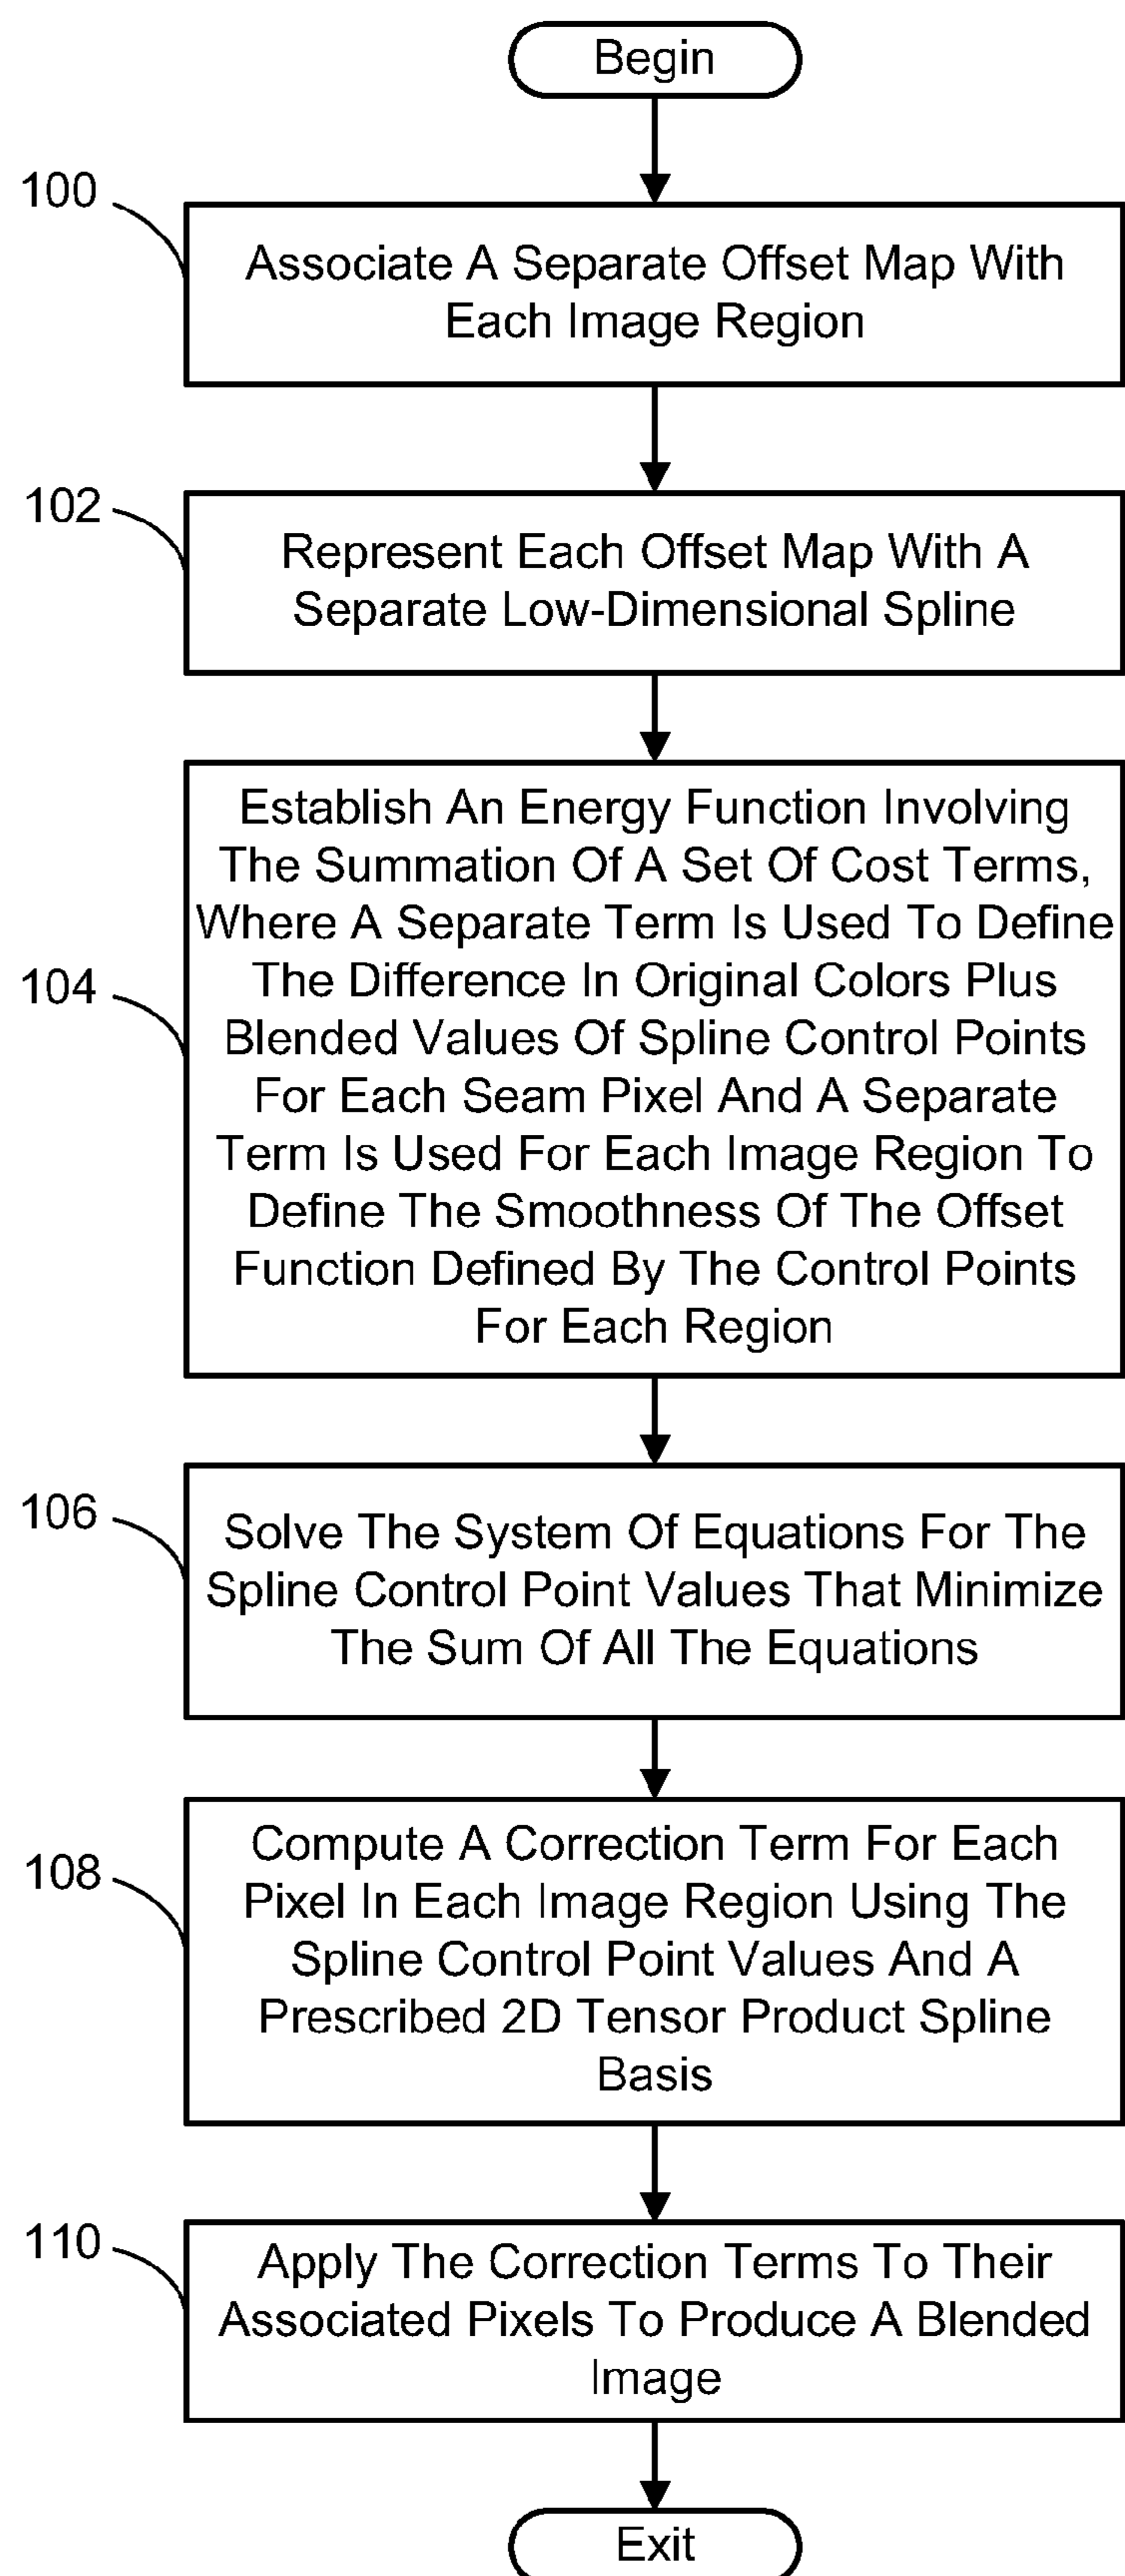 Begin
100
Associate A Separate Offset Map With
Each Image Region
102
Represent Each Offset Map With A
Separate Low-Dimensional Spline
104
Establish An Energy Function Involving
The Summation Of A Set Of Cost Terms,
Where A Separate Term Is Used To Define
The Difference In Original Colors Plus
Blended Values Of Spline Control Points
For Each Seam Pixel And A Separate
Term Is Used For Each Image Region To
Define The Smoothness Of The Offset
Function Defined By The Control Points
For Each Region
106
Solve The System Of Equations For The
Spline Control Point Values That Minimize
The Sum Of All The Equations
108
Compute A Correction Term For Each
Pixel In Each Image Region Using The
Spline Control Point Values And A
Prescribed 2D Tensor Product Spline
Basis
110
Apply The Correction Terms To Their
Associated Pixels To Produce A Blended
Image
Exit